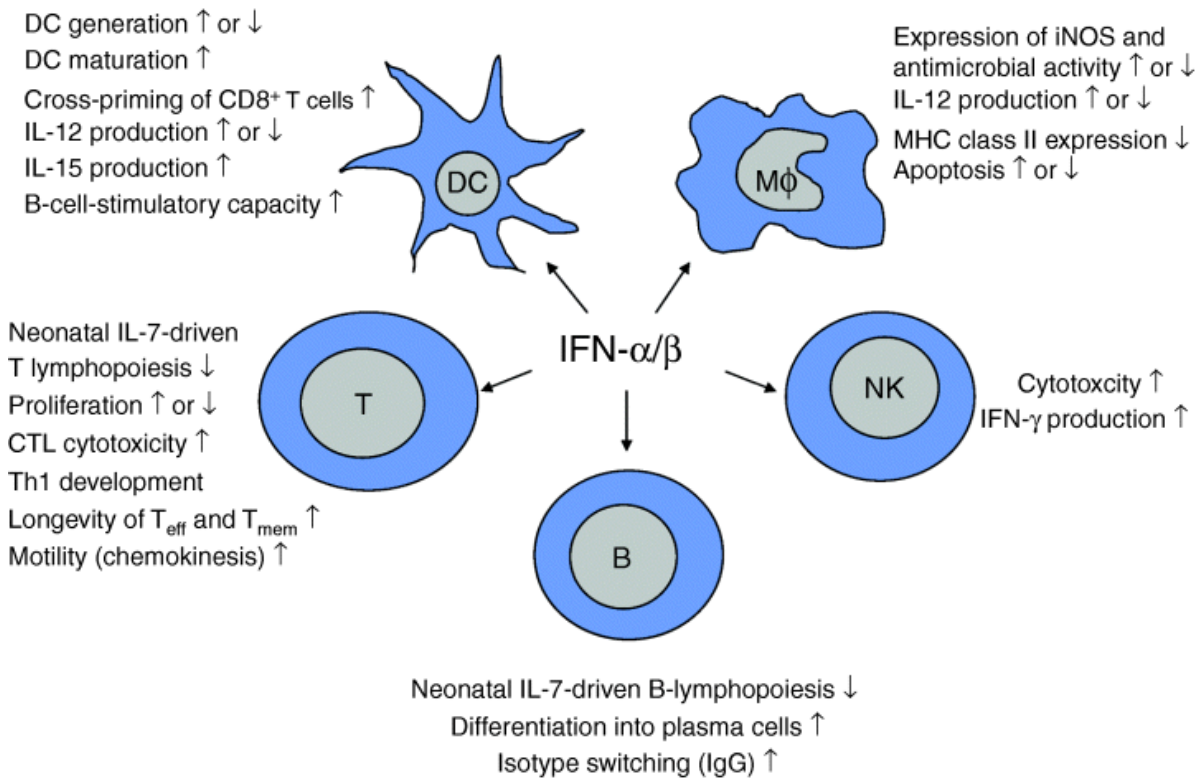 DC generation ↑ or ↓
DC maturation ↑
Cross-priming of CD8⁺ T cells ↑
IL-12 production ↑ or ↓
IL-15 production ↑
B-cell-stimulatory capacity ↑
DC
Expression of iNOS and
antimicrobial activity ↑ or ↓
IL-12 production ↑ or ↓
MHC class II expression ↓
Apoptosis ↑ or ↓
Mϕ
IFN-α/β
Neonatal IL-7-driven
T lymphopoiesis ↓
Proliferation ↑ or ↓
CTL cytotoxicity ↑
Th1 development
Longevity of T_eff and T_mem ↑
Motility (chemokinesis) ↑
T
NK
Cytotoxcity ↑
IFN-γ production ↑
B
Neonatal IL-7-driven B-lymphopoiesis ↓
Differentiation into plasma cells ↑
Isotype switching (IgG) ↑